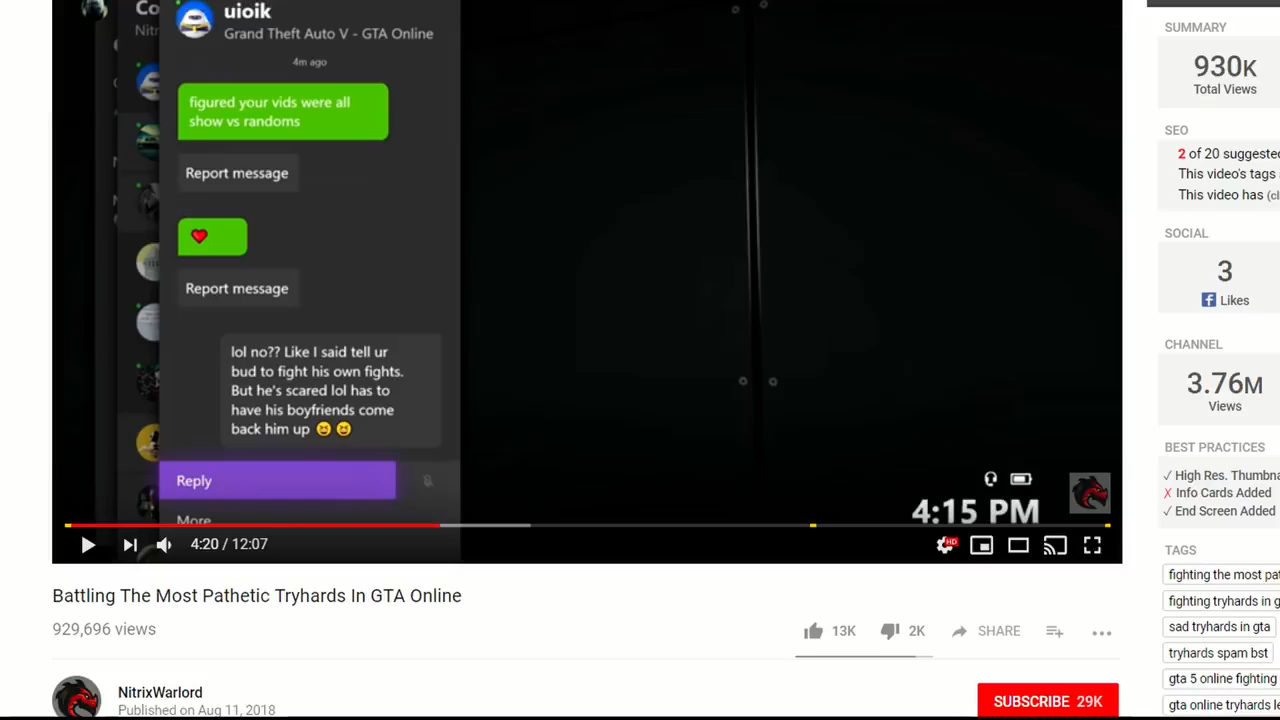 Co
Nitr
uioik
Grand Theft Auto V - GTA Online
4m ago
figured your vids were all
show vs randoms
Report message
❤
Report message
lol no?? Like I said tell ur
bud to fight his own fights.
But he's scared lol has to
have his boyfriends come
back him up 😆 😆
Reply
More
4:15 PM
4:20 / 12:07
HD
Battling The Most Pathetic Tryhards In GTA Online
929,696 views
13K
2K
SHARE
NitrixWarlord
Published on Aug 11, 2018
SUBSCRIBE 29K
SUMMARY
930K
Total Views
SEO
2 of 20 suggested
This video's tags
This video has (cl
SOCIAL
3
Likes
CHANNEL
3.76M
Views
BEST PRACTICES
✓ High Res. Thumbna
✗ Info Cards Added
✓ End Screen Added
TAGS
fighting the most pat
fighting tryhards in g
sad tryhards in gta
tryhards spam bst
gta 5 online fighting
gta online tryhards le